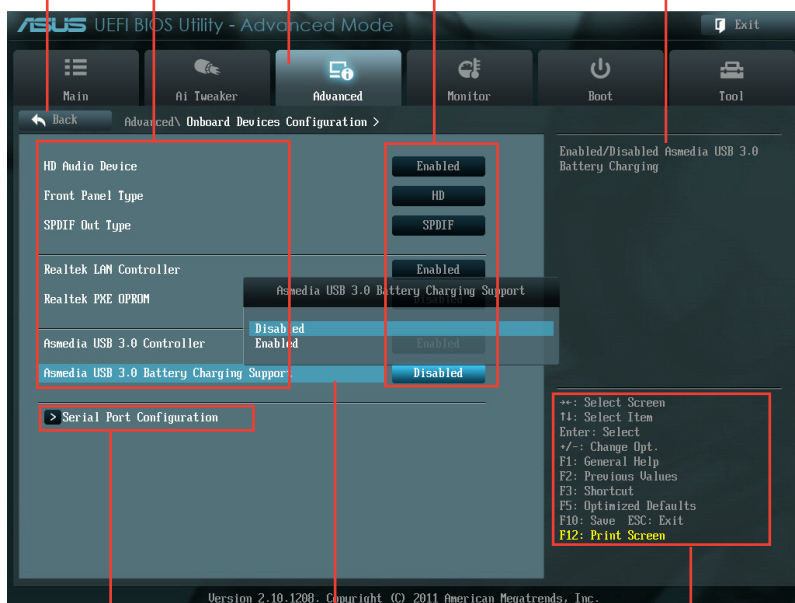 ASUS UEFI BIOS Utility - Advanced Mode
Exit
Main
Ai Tweaker
Advanced
Monitor
Boot
Tool
Back
Advanced\ Onboard Devices Configuration >
HD Audio Device
Enabled
Front Panel Type
HD
SPDIF Out Type
SPDIF
Realtek LAN Controller
Enabled
Realtek PXE OPROM
Disabled
Asmedia USB 3.0 Battery Charging Support
Disabled
Enabled
Asmedia USB 3.0 Controller
Enabled
Asmedia USB 3.0 Battery Charging Support
Disabled
> Serial Port Configuration
Enabled/Disabled Asmedia USB 3.0
Battery Charging
→←: Select Screen
↑↓: Select Item
Enter: Select
+/-: Change Opt.
F1: General Help
F2: Previous Values
F3: Shortcut
F5: Optimized Defaults
F10: Save ESC: Exit
F12: Print Screen
Version 2.10.1208. Copyright (C) 2011 American Megatrends, Inc.